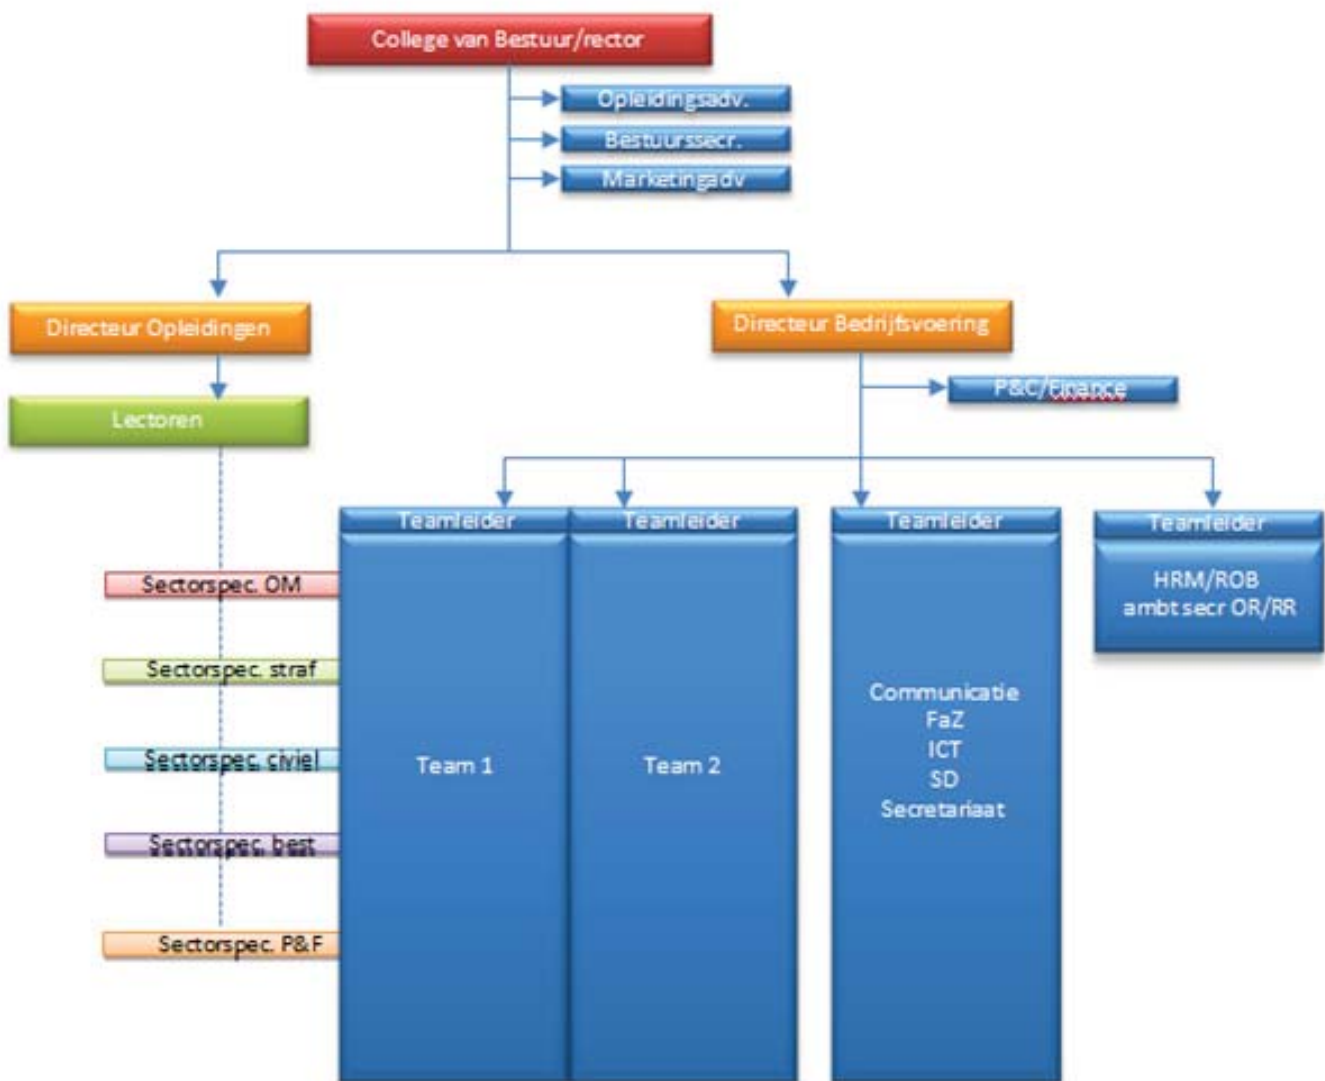 College van Bestuur/rector
Opleidingsadv.
Bestuurssecr.
Marketingadv
Directeur Opleidingen
Directeur Bedrijfsvoering
P&C/Finance
Lectoren
Teamleider
Teamleider
Teamleider
Teamleider
HRM/ROB
ambt secr OR/RR
Sectorspec. OM
Sectorspec. straf
Sectorspec. civiel
Sectorspec. best
Sectorspec. P&F
Team 1
Team 2
Communicatie
FaZ
ICT
SD
Secretariaat